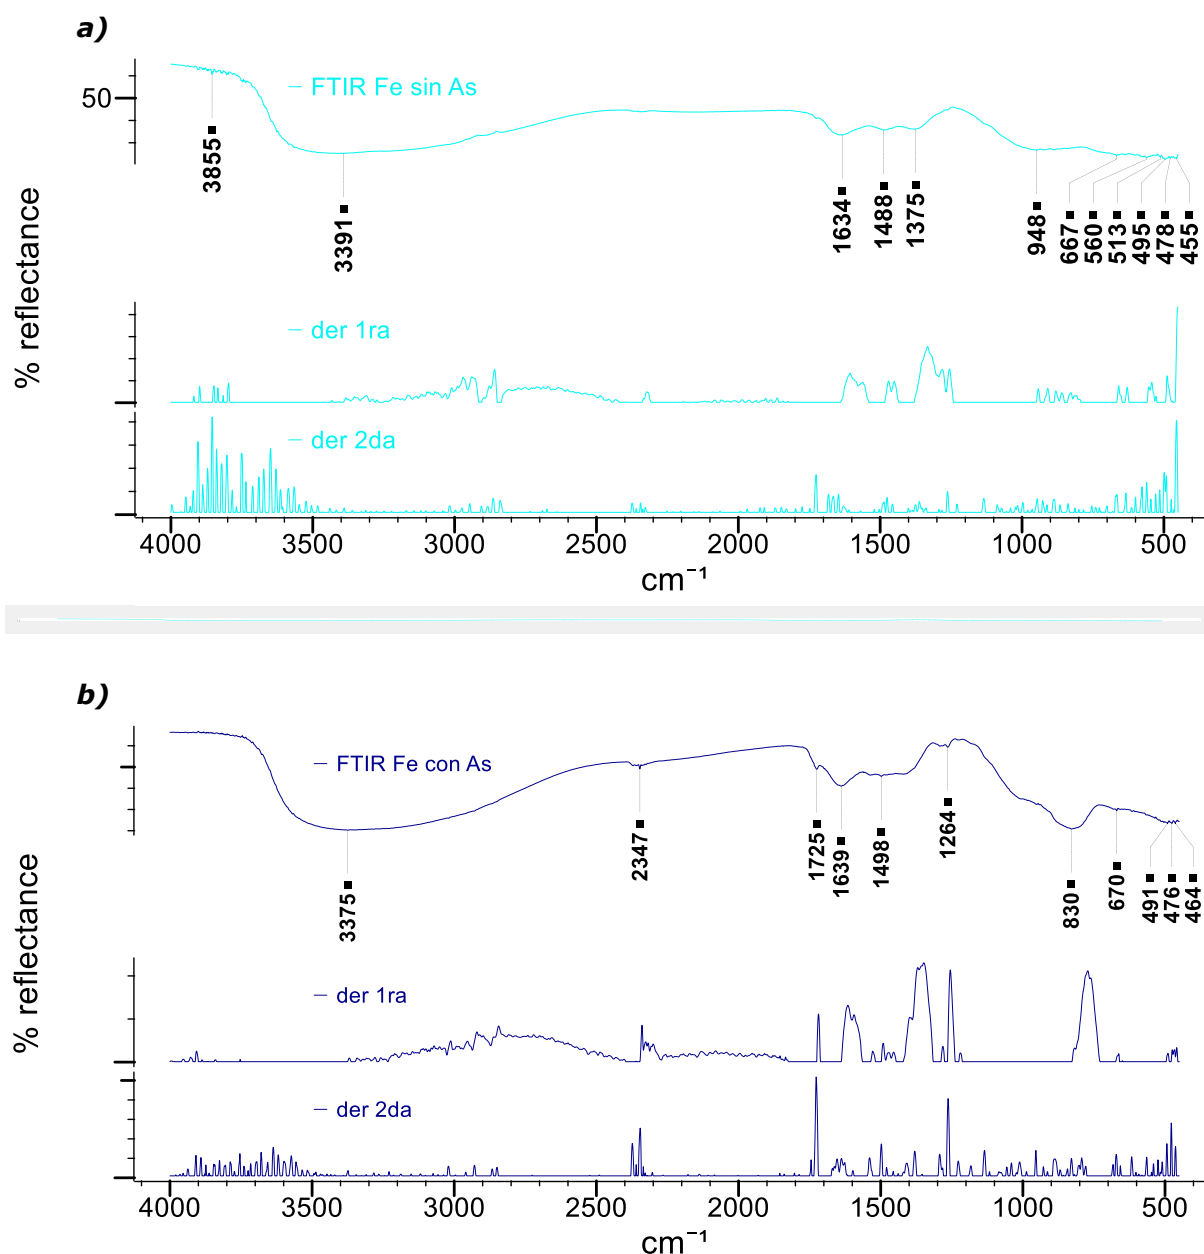 a)
FTIR Fe sin As
50
3855
3391
1634
1488
1375
948
667
560
513
495
478
455
% reflectance
der 1ra
der 2da
4000 3500 3000 2500 2000 1500 1000 500
cm⁻¹
b)
FTIR Fe con As
3375
2347
1725
1639
1498
1264
830
670
491
476
464
% reflectance
der 1ra
der 2da
4000 3500 3000 2500 2000 1500 1000 500
cm⁻¹